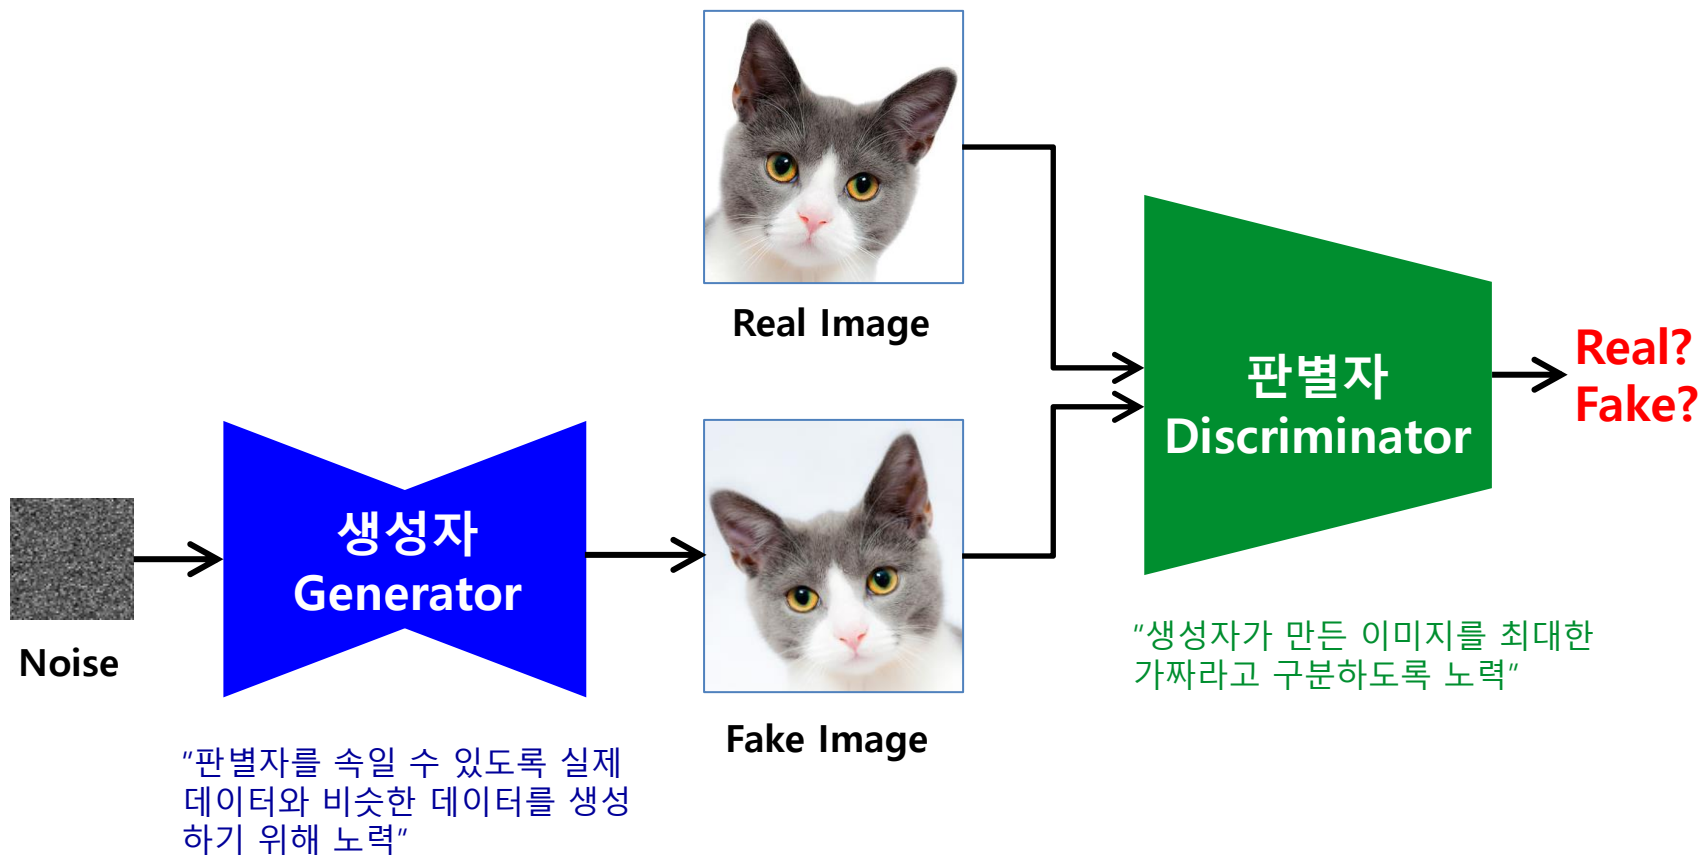 Real Image
판별자
Discriminator
Real?
Fake?
생성자
Generator
Noise
Fake Image
"생성자가 만든 이미지를 최대한
가짜라고 구분하도록 노력"
"판별자를 속일 수 있도록 실제
데이터와 비슷한 데이터를 생성
하기 위해 노력"